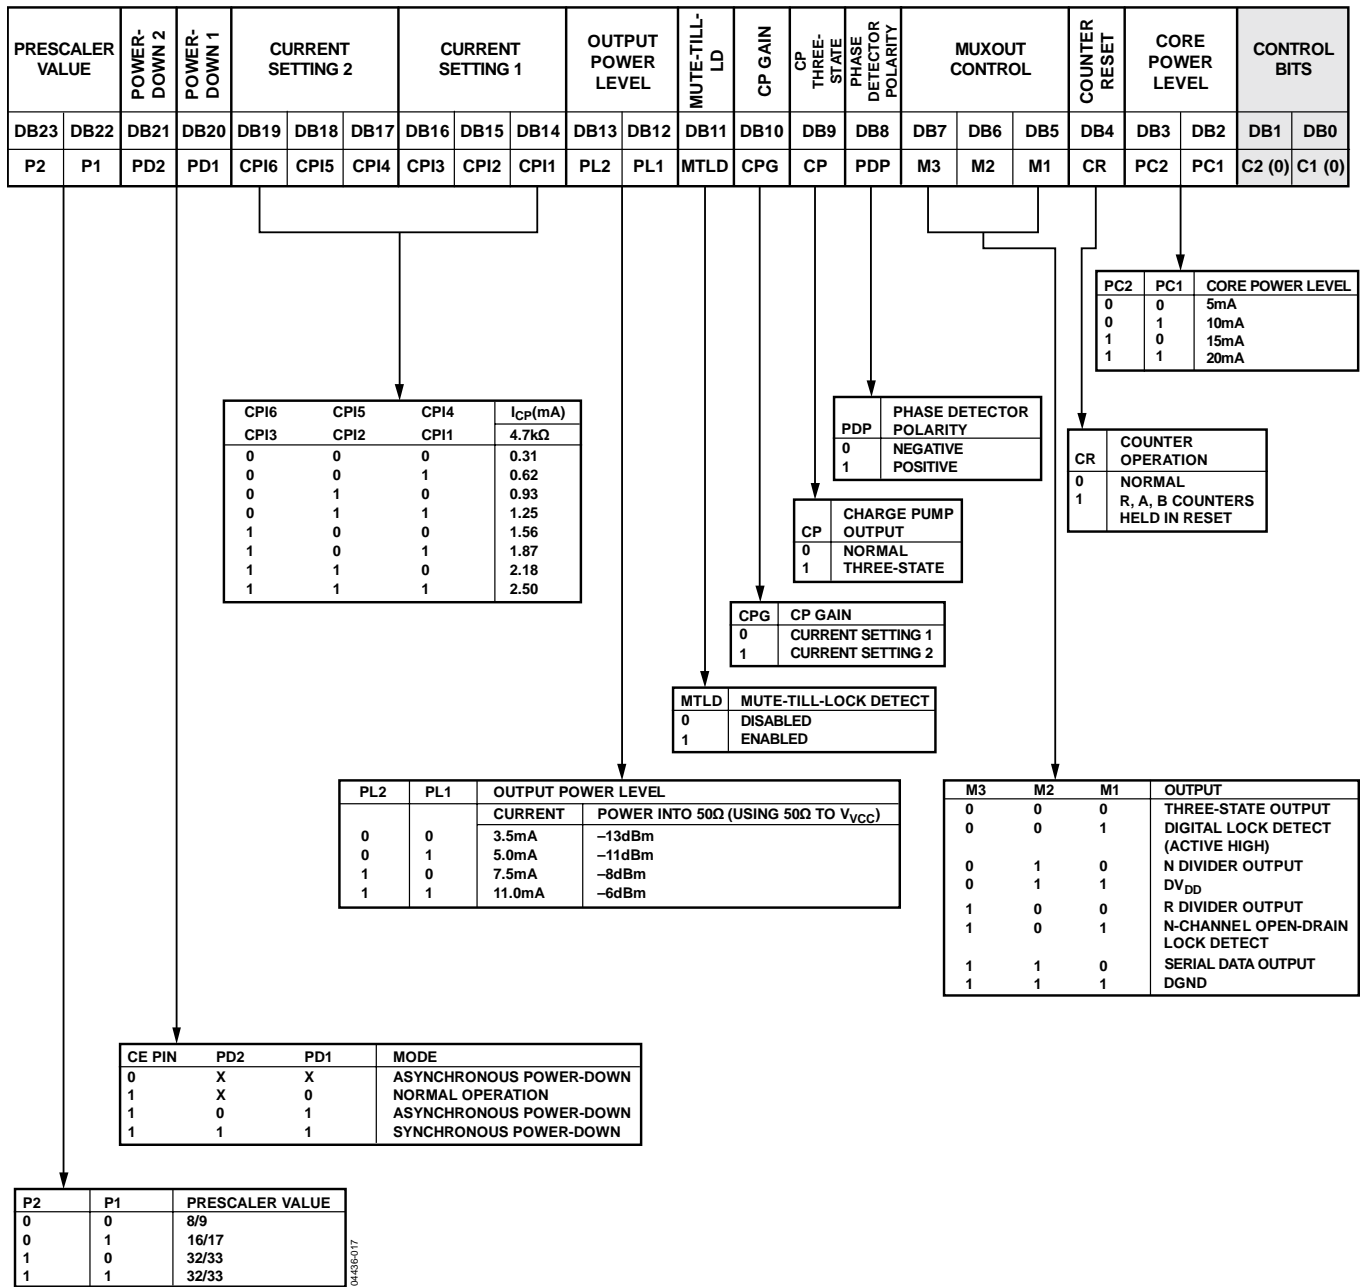 PRESCALER VALUE
POWER-DOWN 2
POWER-DOWN 1
CURRENT SETTING 2
CURRENT SETTING 1
OUTPUT POWER LEVEL
MUTE-TILL-LD
CP GAIN
CP THREE-STATE
PHASE DETECTOR POLARITY
MUXOUT CONTROL
COUNTER RESET
CORE POWER LEVEL
CONTROL BITS
DB23 DB22 DB21 DB20 DB19 DB18 DB17 DB16 DB15 DB14 DB13 DB12 DB11 DB10 DB9 DB8 DB7 DB6 DB5 DB4 DB3 DB2 DB1 DB0
P2 P1 PD2 PD1 CPI6 CPI5 CPI4 CPI3 CPI2 CPI1 PL2 PL1 MTLD CPG CP PDP M3 M2 M1 CR PC2 PC1 C2 (0) C1 (0)
PC2 PC1 CORE POWER LEVEL
0 0 5mA
0 1 10mA
1 0 15mA
1 1 20mA
CPI6 CPI5 CPI4 ICP(mA)
CPI3 CPI2 CPI1 4.7kΩ
0 0 0 0.31
0 0 1 0.62
0 1 0 0.93
0 1 1 1.25
1 0 0 1.56
1 0 1 1.87
1 1 0 2.18
1 1 1 2.50
PHASE DETECTOR
PDP POLARITY
0 NEGATIVE
1 POSITIVE
COUNTER
CR OPERATION
0 NORMAL
1 R, A, B COUNTERS
HELD IN RESET
CHARGE PUMP
CP OUTPUT
0 NORMAL
1 THREE-STATE
CPG CP GAIN
0 CURRENT SETTING 1
1 CURRENT SETTING 2
MTLD MUTE-TILL-LOCK DETECT
0 DISABLED
1 ENABLED
PL2 PL1 OUTPUT POWER LEVEL
CURRENT POWER INTO 50Ω (USING 50Ω TO VVCC)
0 0 3.5mA –13dBm
0 1 5.0mA –11dBm
1 0 7.5mA –8dBm
1 1 11.0mA –6dBm
M3 M2 M1 OUTPUT
0 0 0 THREE-STATE OUTPUT
0 0 1 DIGITAL LOCK DETECT
(ACTIVE HIGH)
0 1 0 N DIVIDER OUTPUT
0 1 1 DVDD
1 0 0 R DIVIDER OUTPUT
1 0 1 N-CHANNEL OPEN-DRAIN
LOCK DETECT
1 1 0 SERIAL DATA OUTPUT
1 1 1 DGND
CE PIN PD2 PD1 MODE
0 X X ASYNCHRONOUS POWER-DOWN
1 X 0 NORMAL OPERATION
1 0 1 ASYNCHRONOUS POWER-DOWN
1 1 1 SYNCHRONOUS POWER-DOWN
P2 P1 PRESCALER VALUE
0 0 8/9
0 1 16/17
1 0 32/33
1 1 32/33
04436-017